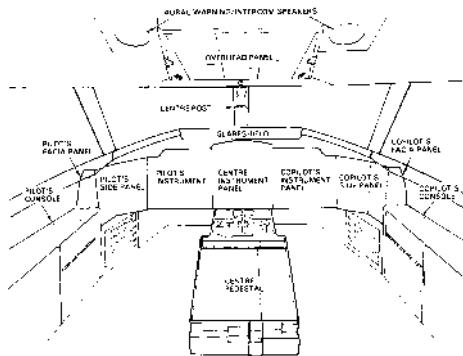 AURAL WARNING/INTERCOM SPEAKERS
OVERHEAD PANEL
CENTRE POST
GLARESHIELD
PILOT'S
FACIA PANEL
COPILOT'S
FACIA PANEL
PILOT'S
SIDE PANEL
PILOT'S
INSTRUMENT
CENTRE
INSTRUMENT
PANEL
COPILOT'S
INSTRUMENT
PANEL
COPILOT'S
SIDE PANEL
PILOT'S
CONSOLE
COPILOT'S
CONSOLE
CENTRE
PEDESTAL